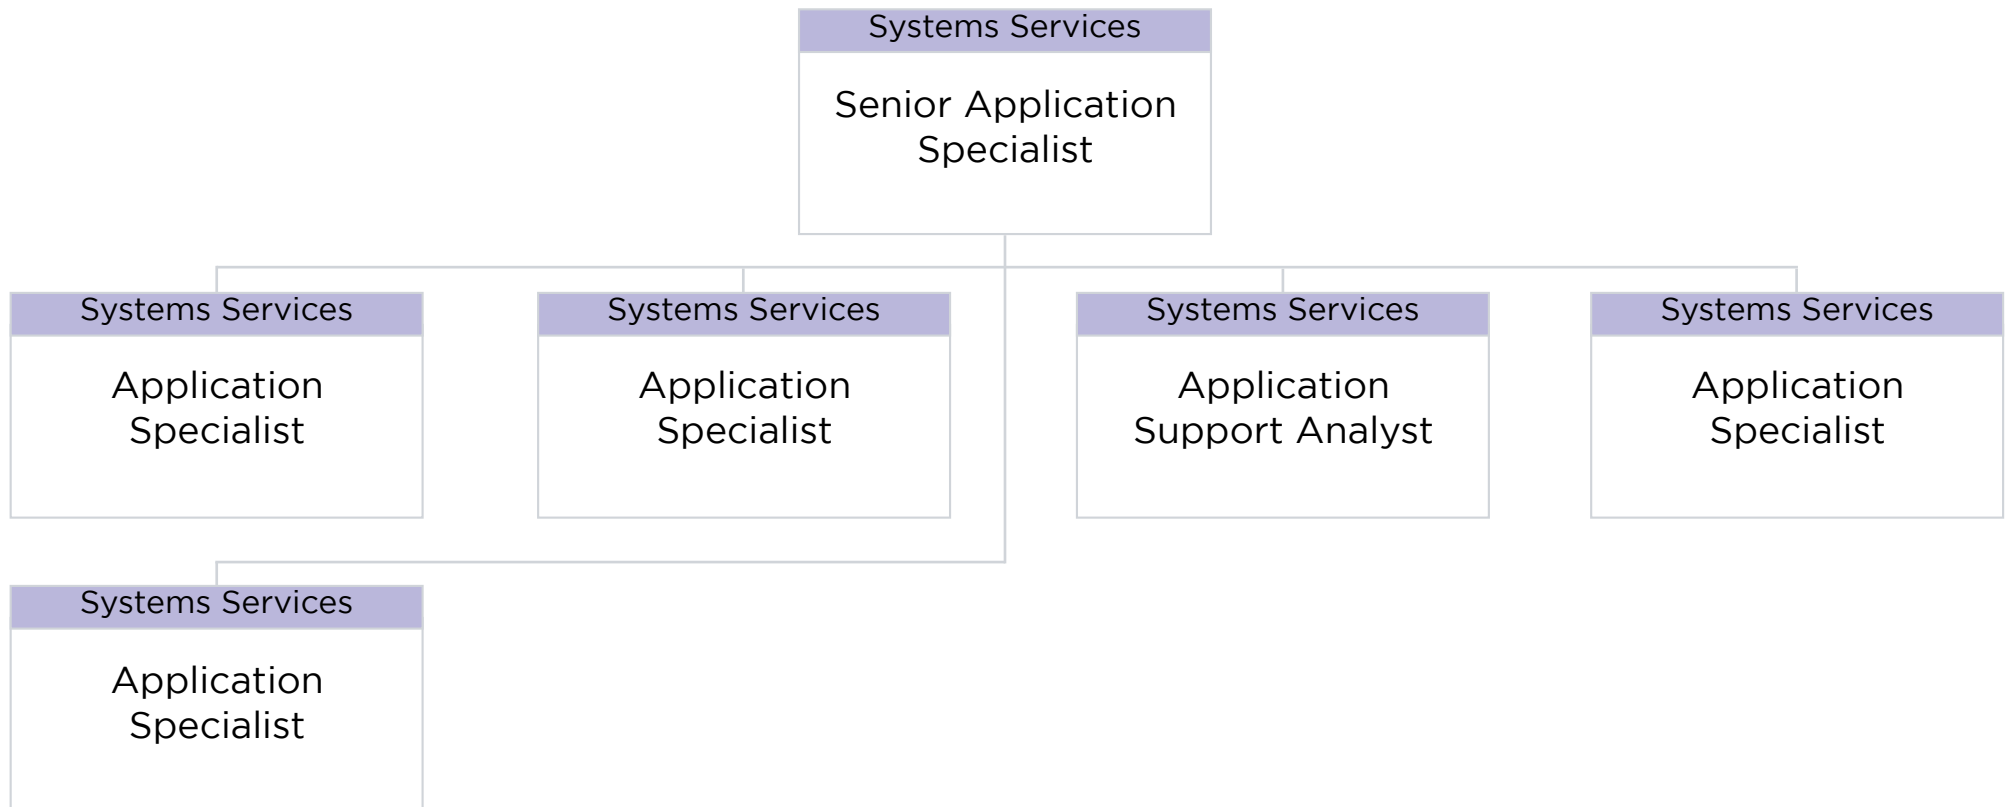 Systems Services
Senior Application
Specialist
Systems Services
Application
Specialist
Systems Services
Application
Specialist
Systems Services
Application
Support Analyst
Systems Services
Application
Specialist
Systems Services
Application
Specialist